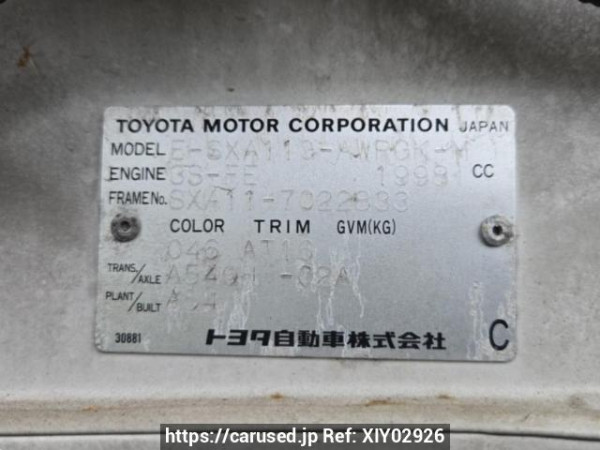 TOYOTA MOTOR CORPORATION JAPAN
MODEL E-SXA11G-AWRGK-M
ENGINE 3S-FE 1998 CC
FRAME No. SXA11-7022833
COLOR TRIM GVM(KG)
046
TRANS./AXLE -02A
PLANT/BUILT
30881 トヨタ自動車株式会社 C
https://carused.jp Ref: XIY02926